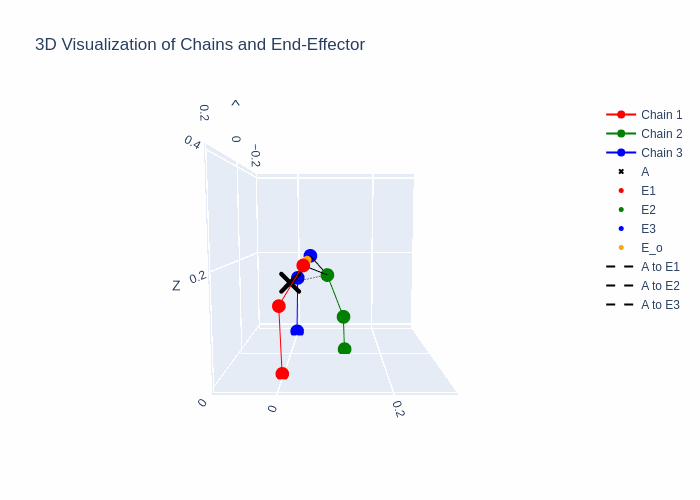 3D Visualization of Chains and End-Effector
Chain 1
Chain 2
Chain 3
A
E1
E2
E3
E_o
A to E1
A to E2
A to E3
0.2
0
−0.2
0.4
0.2
Z
0
0
0.2